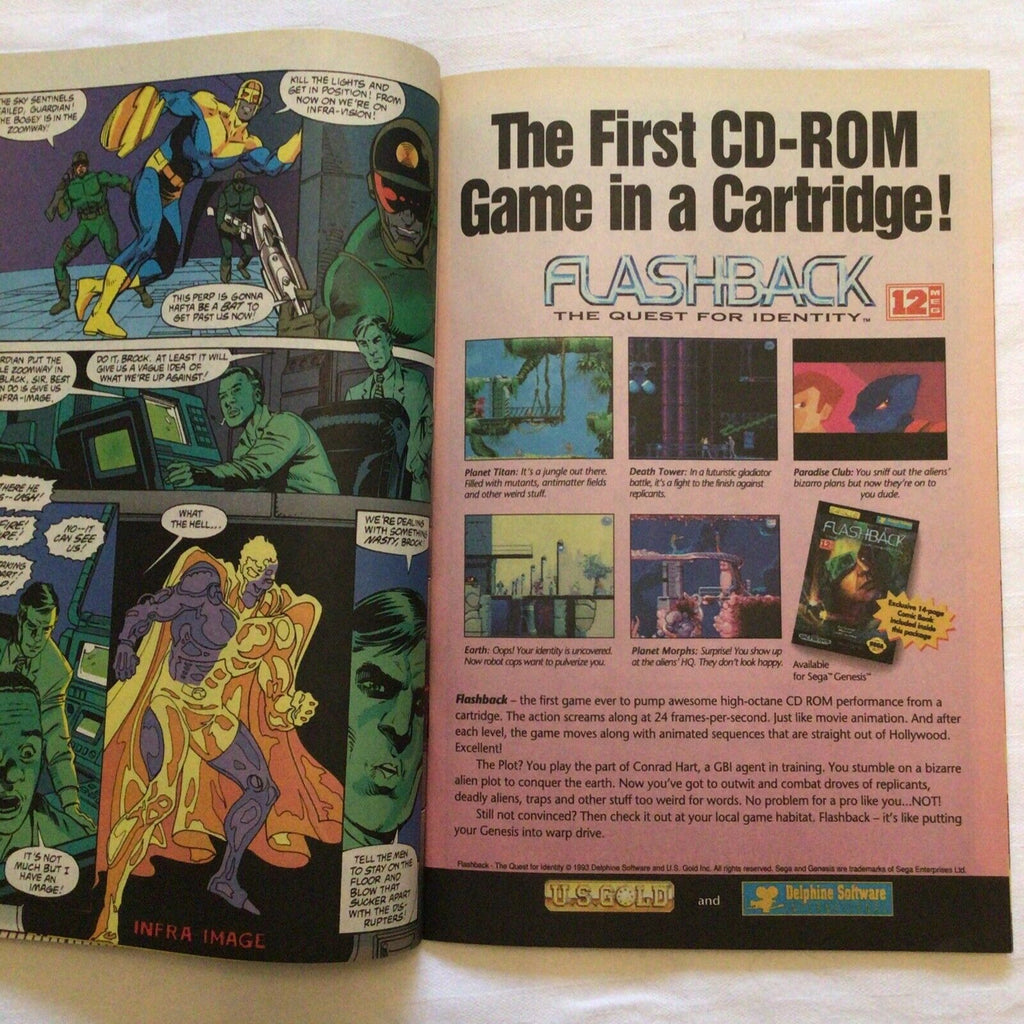 HE SKY SENTINELS
AILED, GUARDIAN!
HE BOGEY IS IN THE
ZOOMWAY!
KILL THE LIGHTS AND
GET IN POSITION! FROM
NOW ON WE'RE ON
INFRA-VISION!
THIS PERP IS GONNA
HAFTA BE A BAT TO
GET PAST US NOW!
RDIAN PUT THE
LE ZOOMWAY IN
BLACK, SIR. BEST
N DO IS GIVE US
NFRA-IMAGE.
DO IT, BROCK. AT LEAST IT WILL
GIVE US A VAGUE IDEA OF
WHAT WE'RE UP AGAINST!
THERE HE
FIRE!
NO--IT
CAN SEE
US!
WHAT
THE HELL...
WE'RE DEALING
WITH SOMETHING
NASTY, BROCK!
IT'S NOT
MUCH BUT I
HAVE AN
IMAGE!
TELL THE MEN
TO STAY ON THE
FLOOR AND
BLOW THAT
SUCKER APART
WITH THE DIS-
RUPTERS!
INFRA IMAGE
The First CD-ROM
Game in a Cartridge!
FLASHBACK
THE QUEST FOR IDENTITY™
12 MEG
Planet Titan: It's a jungle out there.
Filled with mutants, antimatter fields
and other weird stuff.
Death Tower: In a futuristic gladiator
battle, it's a fight to the finish against
replicants.
Paradise Club: You sniff out the aliens'
bizarro plans but now they're on to
you dude.
FLASHBACK
Exclusive 14-page
Comic Book
included inside
this package
Earth: Oops! Your identity is uncovered.
Now robot cops want to pulverize you.
Planet Morphs: Surprise! You show up
at the aliens' HQ. They don't look happy.
Available
for Sega™ Genesis™
Flashback – the first game ever to pump awesome high-octane CD ROM performance from a
cartridge. The action screams along at 24 frames-per-second. Just like movie animation. And after
each level, the game moves along with animated sequences that are straight out of Hollywood.
Excellent!
The Plot? You play the part of Conrad Hart, a GBI agent in training. You stumble on a bizarre
alien plot to conquer the earth. Now you've got to outwit and combat droves of replicants,
deadly aliens, traps and other stuff too weird for words. No problem for a pro like you...NOT!
Still not convinced? Then check it out at your local game habitat. Flashback – it's like putting
your Genesis into warp drive.
Flashback - The Quest for Identity © 1993 Delphine Software and U.S. Gold Inc. All rights reserved. Sega and Genesis are trademarks of Sega Enterprises Ltd.
U.S. GOLD and Delphine Software